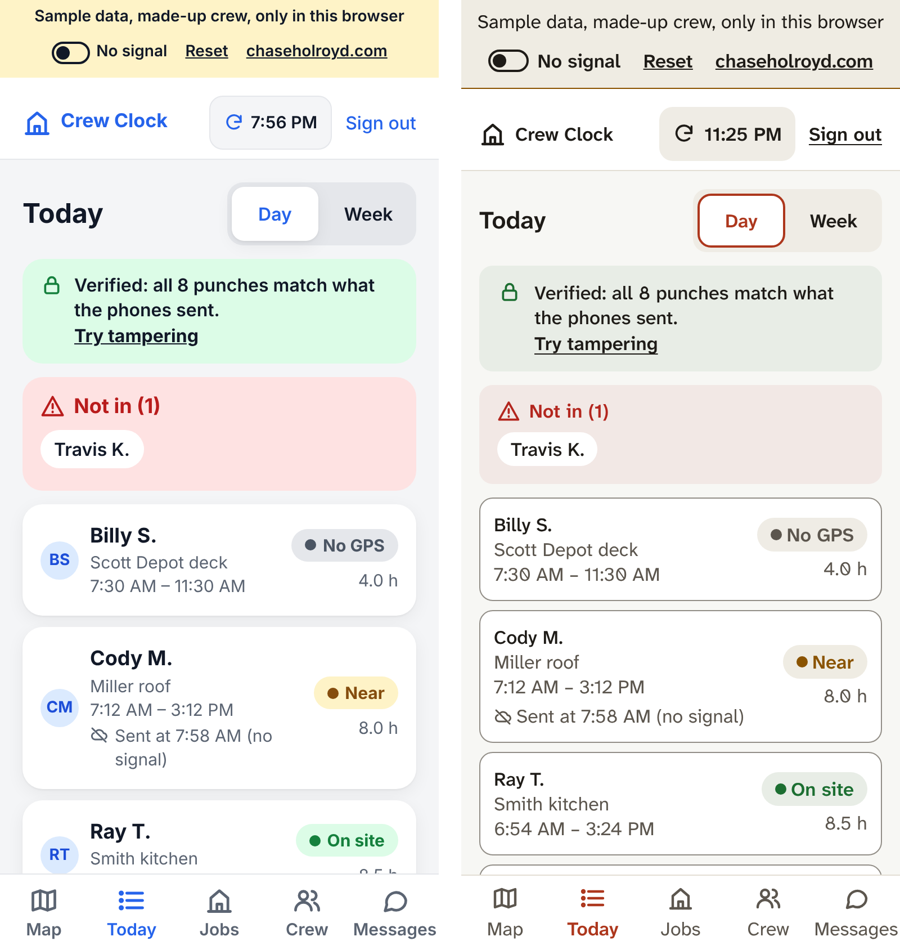 Sample data, made-up crew, only in this browser
No signal Reset chaseholroyd.com
Crew Clock 7:56 PM Sign out
Today Day Week
Verified: all 8 punches match what
the phones sent.
Try tampering
Not in (1)
Travis K.
BS Billy S. No GPS
Scott Depot deck
7:30 AM – 11:30 AM 4.0 h
CM Cody M. Near
Miller roof
7:12 AM – 3:12 PM 8.0 h
Sent at 7:58 AM (no
signal)
RT Ray T. On site
Smith kitchen
Map Today Jobs Crew Messages
Sample data, made-up crew, only in this browser
No signal Reset chaseholroyd.com
Crew Clock 11:25 PM Sign out
Today Day Week
Verified: all 8 punches match what
the phones sent.
Try tampering
Not in (1)
Travis K.
Billy S. No GPS
Scott Depot deck
7:30 AM – 11:30 AM 4.0 h
Cody M.
Miller roof Near
7:12 AM – 3:12 PM 8.0 h
Sent at 7:58 AM (no signal)
Ray T. On site
Smith kitchen
6:54 AM – 3:24 PM 8.5 h
Map Today Jobs Crew Messages